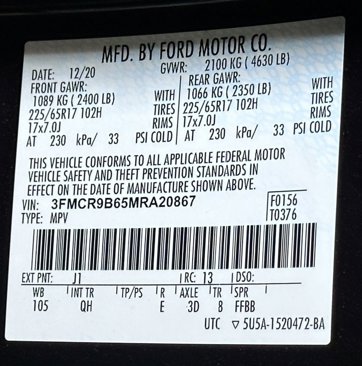 MFD. BY FORD MOTOR CO.
DATE: 12/20 GVWR: 2100 KG ( 4630 LB)
FRONT GAWR: REAR GAWR:
1089 KG ( 2400 LB) WITH 1066 KG ( 2350 LB) WITH
225/65R17 102H TIRES 225/65R17 102H TIRES
17x7.0J RIMS 17x7.0J RIMS
AT 230 kPa/ 33 PSI COLD AT 230 kPa/ 33 PSI COLD
THIS VEHICLE CONFORMS TO ALL APPLICABLE FEDERAL MOTOR
VEHICLE SAFETY AND THEFT PREVENTION STANDARDS IN
EFFECT ON THE DATE OF MANUFACTURE SHOWN ABOVE.
VIN: 3FMCR9B65MRA20867 F0156
TYPE: MPV T0376
EXT PNT: J1 RC: 13 DSO:
WB INT TR TP/PS R AXLE TR SPR
105 QH E 3D 8 FFBB
UTC ▽ 5U5A-1520472-BA